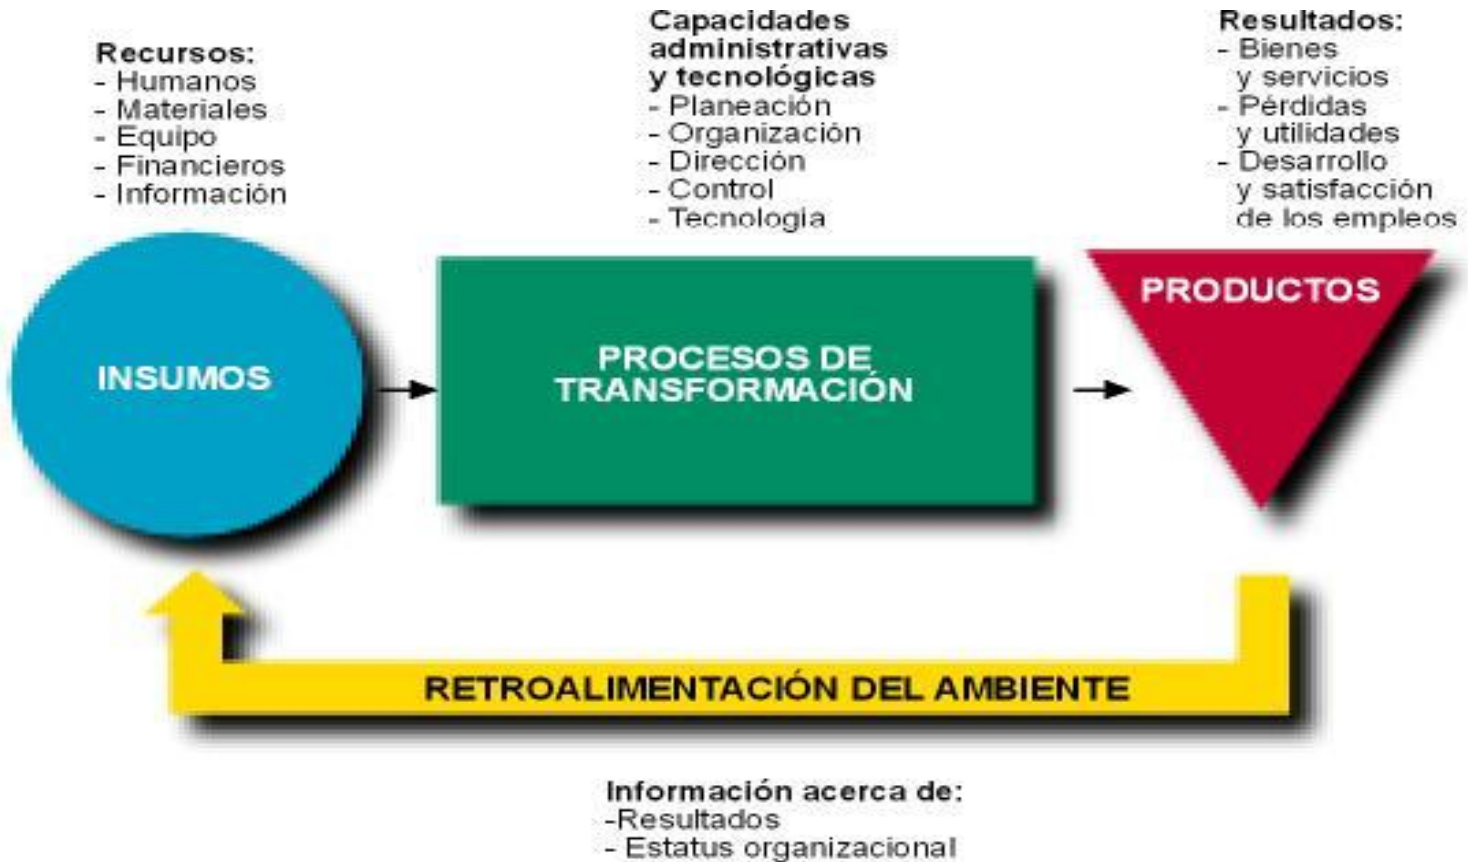 Recursos:
- Humanos
- Materiales
- Equipo
- Financieros
- Información
Capacidades
administrativas
y tecnológicas
- Planeación
- Organización
- Dirección
- Control
- Tecnología
Resultados:
- Bienes
y servicios
- Pérdidas
y utilidades
- Desarrollo
y satisfacción
de los empleos
INSUMOS
PROCESOS DE
TRANSFORMACIÓN
PRODUCTOS
RETROALIMENTACIÓN DEL AMBIENTE
Información acerca de:
-Resultados
- Estatus organizacional